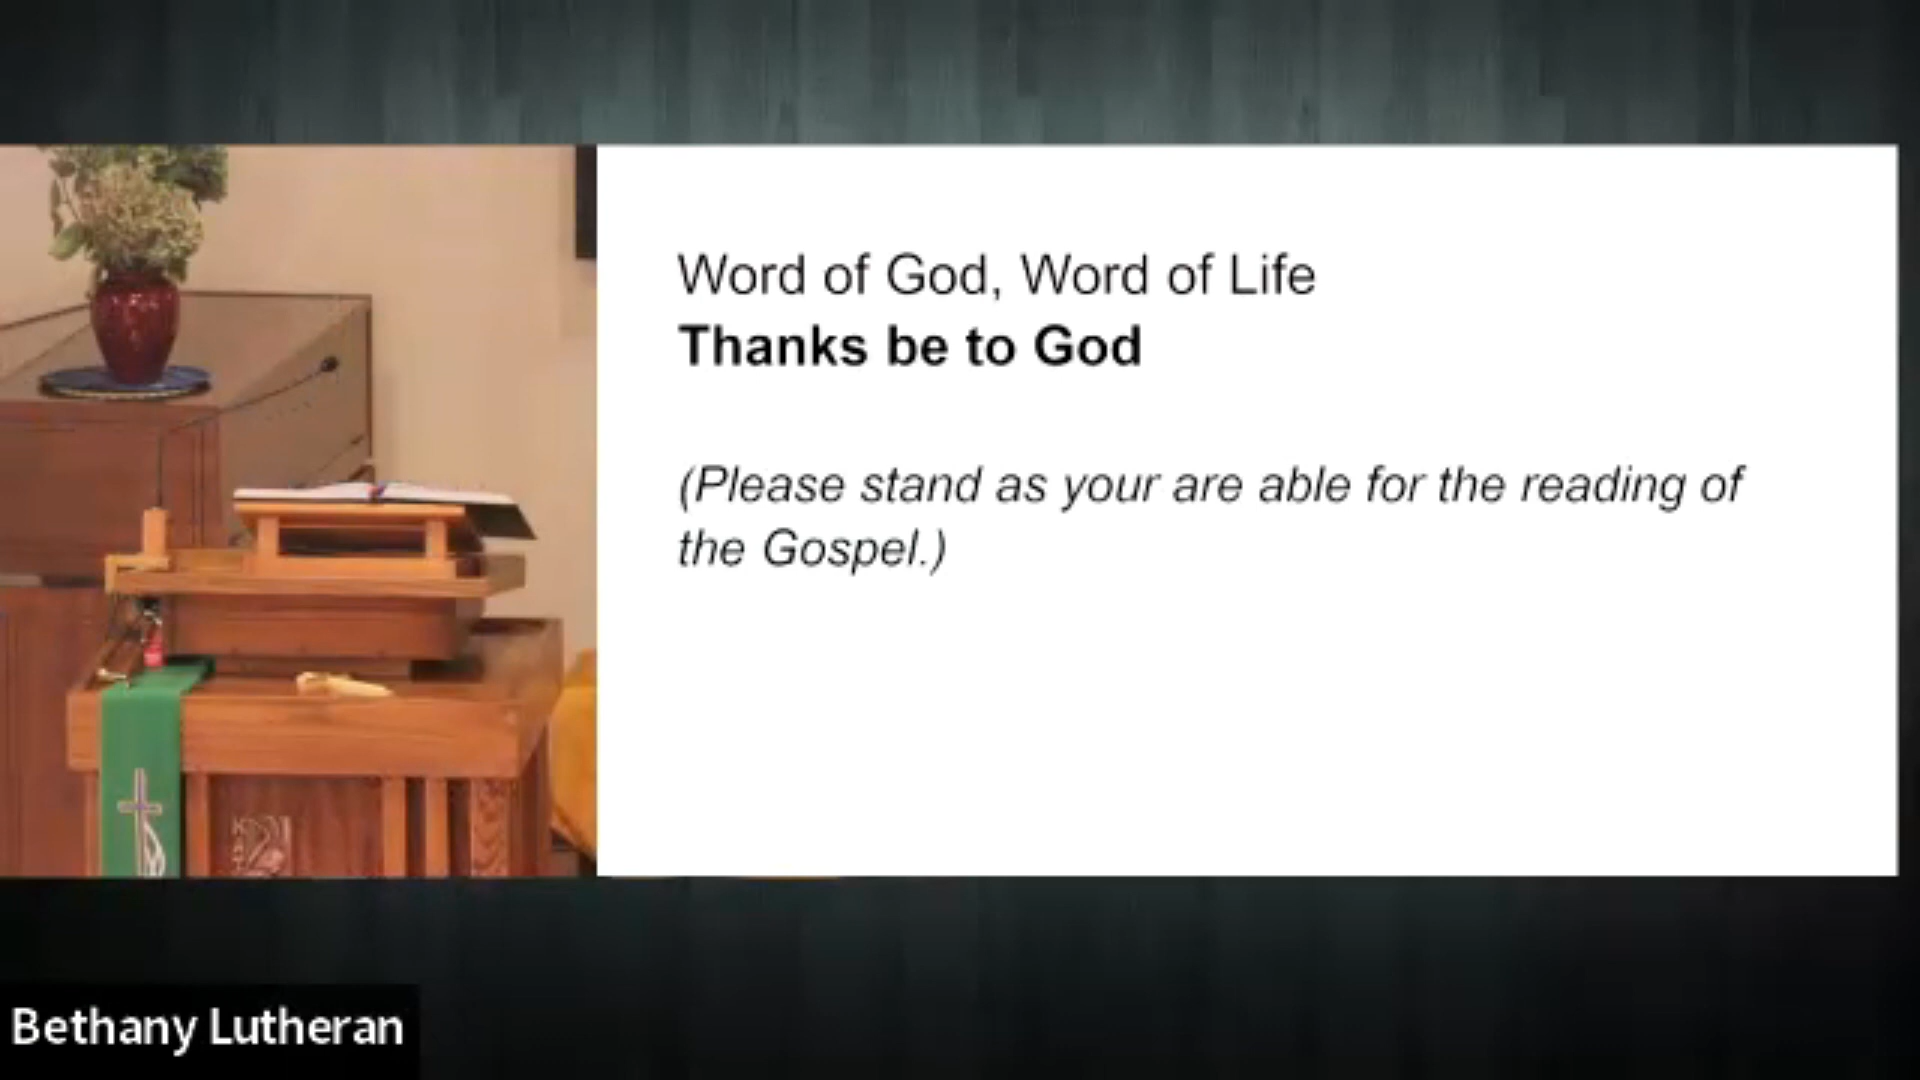 Word of God, Word of Life
Thanks be to God
(Please stand as your are able for the reading of
the Gospel.)
Bethany Lutheran